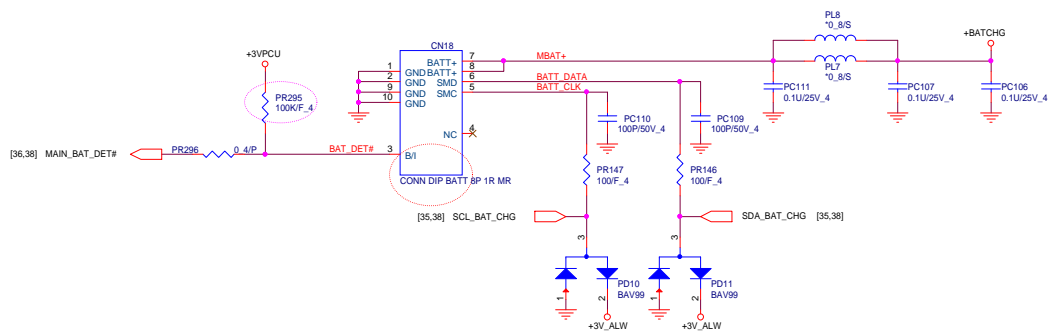 PL8
*0_8/S
+BATCHG
CN18
+3VPCU
7
MBAT+
BATT+
PL7
1
8
*0_8/S
GND
BATT+
2
6
BATT_DATA
GND
SMD
9
5
BATT_CLK
GND
SMC
10
GND
PC111
0.1U/25V_4
PC107
0.1U/25V_4
PC106
0.1U/25V_4
PR295
100K/F_4
PC110
100P/50V_4
PC109
100P/50V_4
4
NC
[36,38] MAIN_BAT_DET#
PR296
0_4/P
BAT_DET#
3
B/I
CONN DIP BATT 8P 1R MR
PR147
100/F_4
PR146
100/F_4
[35,38] SCL_BAT_CHG
SDA_BAT_CHG [35,38]
3
3
PD10
BAV99
PD11
BAV99
1
2
1
2
+3V_ALW
+3V_ALW